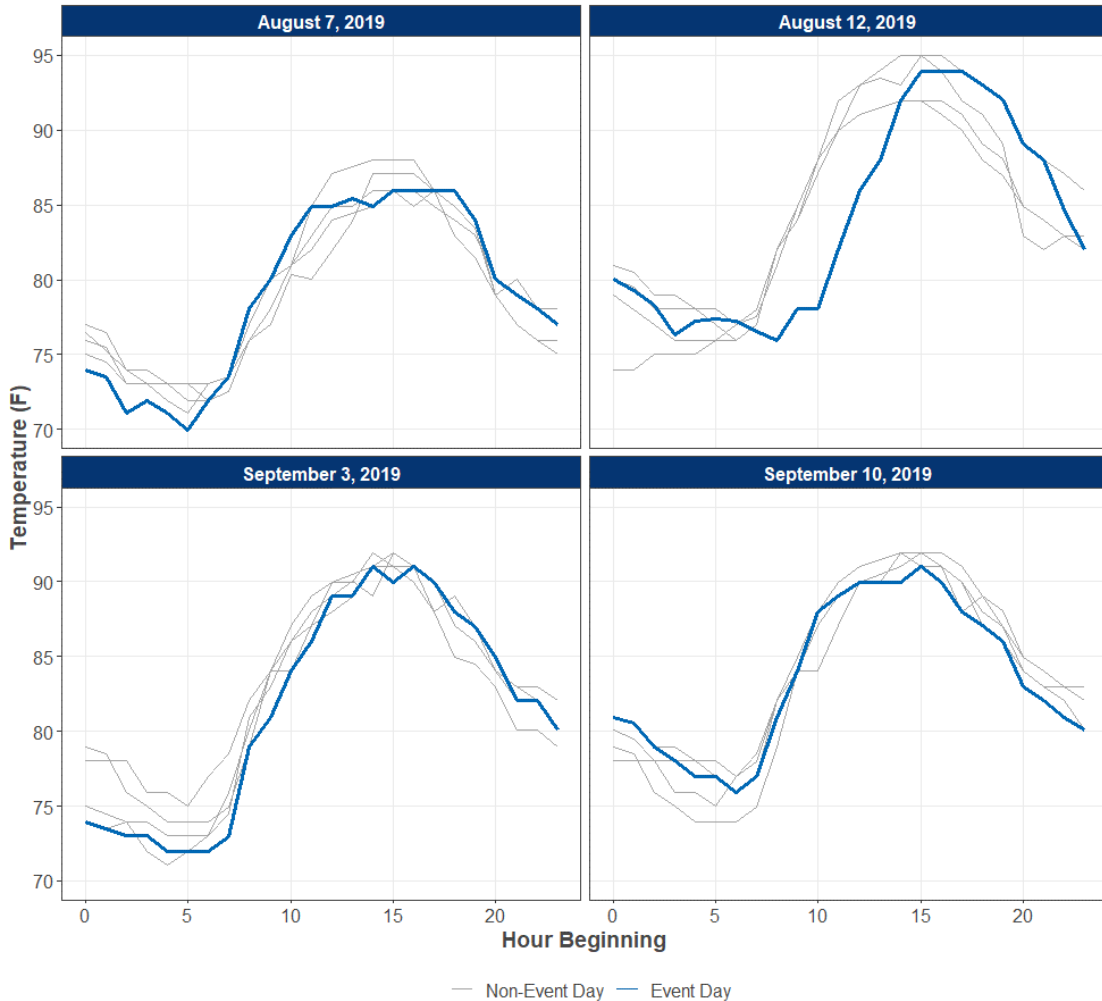 August 7, 2019
August 12, 2019
95
90
85
80
75
70
September 3, 2019
September 10, 2019
95
90
85
80
75
70
Temperature (F)
0 5 10 15 20
0 5 10 15 20
Hour Beginning
Non-Event Day Event Day